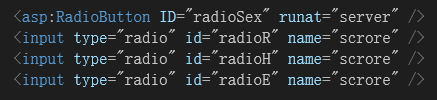 <asp:RadioButton ID="radioSex" runat="server" />
<input type="radio" id="radioR" name="scrore" />
<input type="radio" id="radioH" name="scrore" />
<input type="radio" id="radioE" name="scrore" />